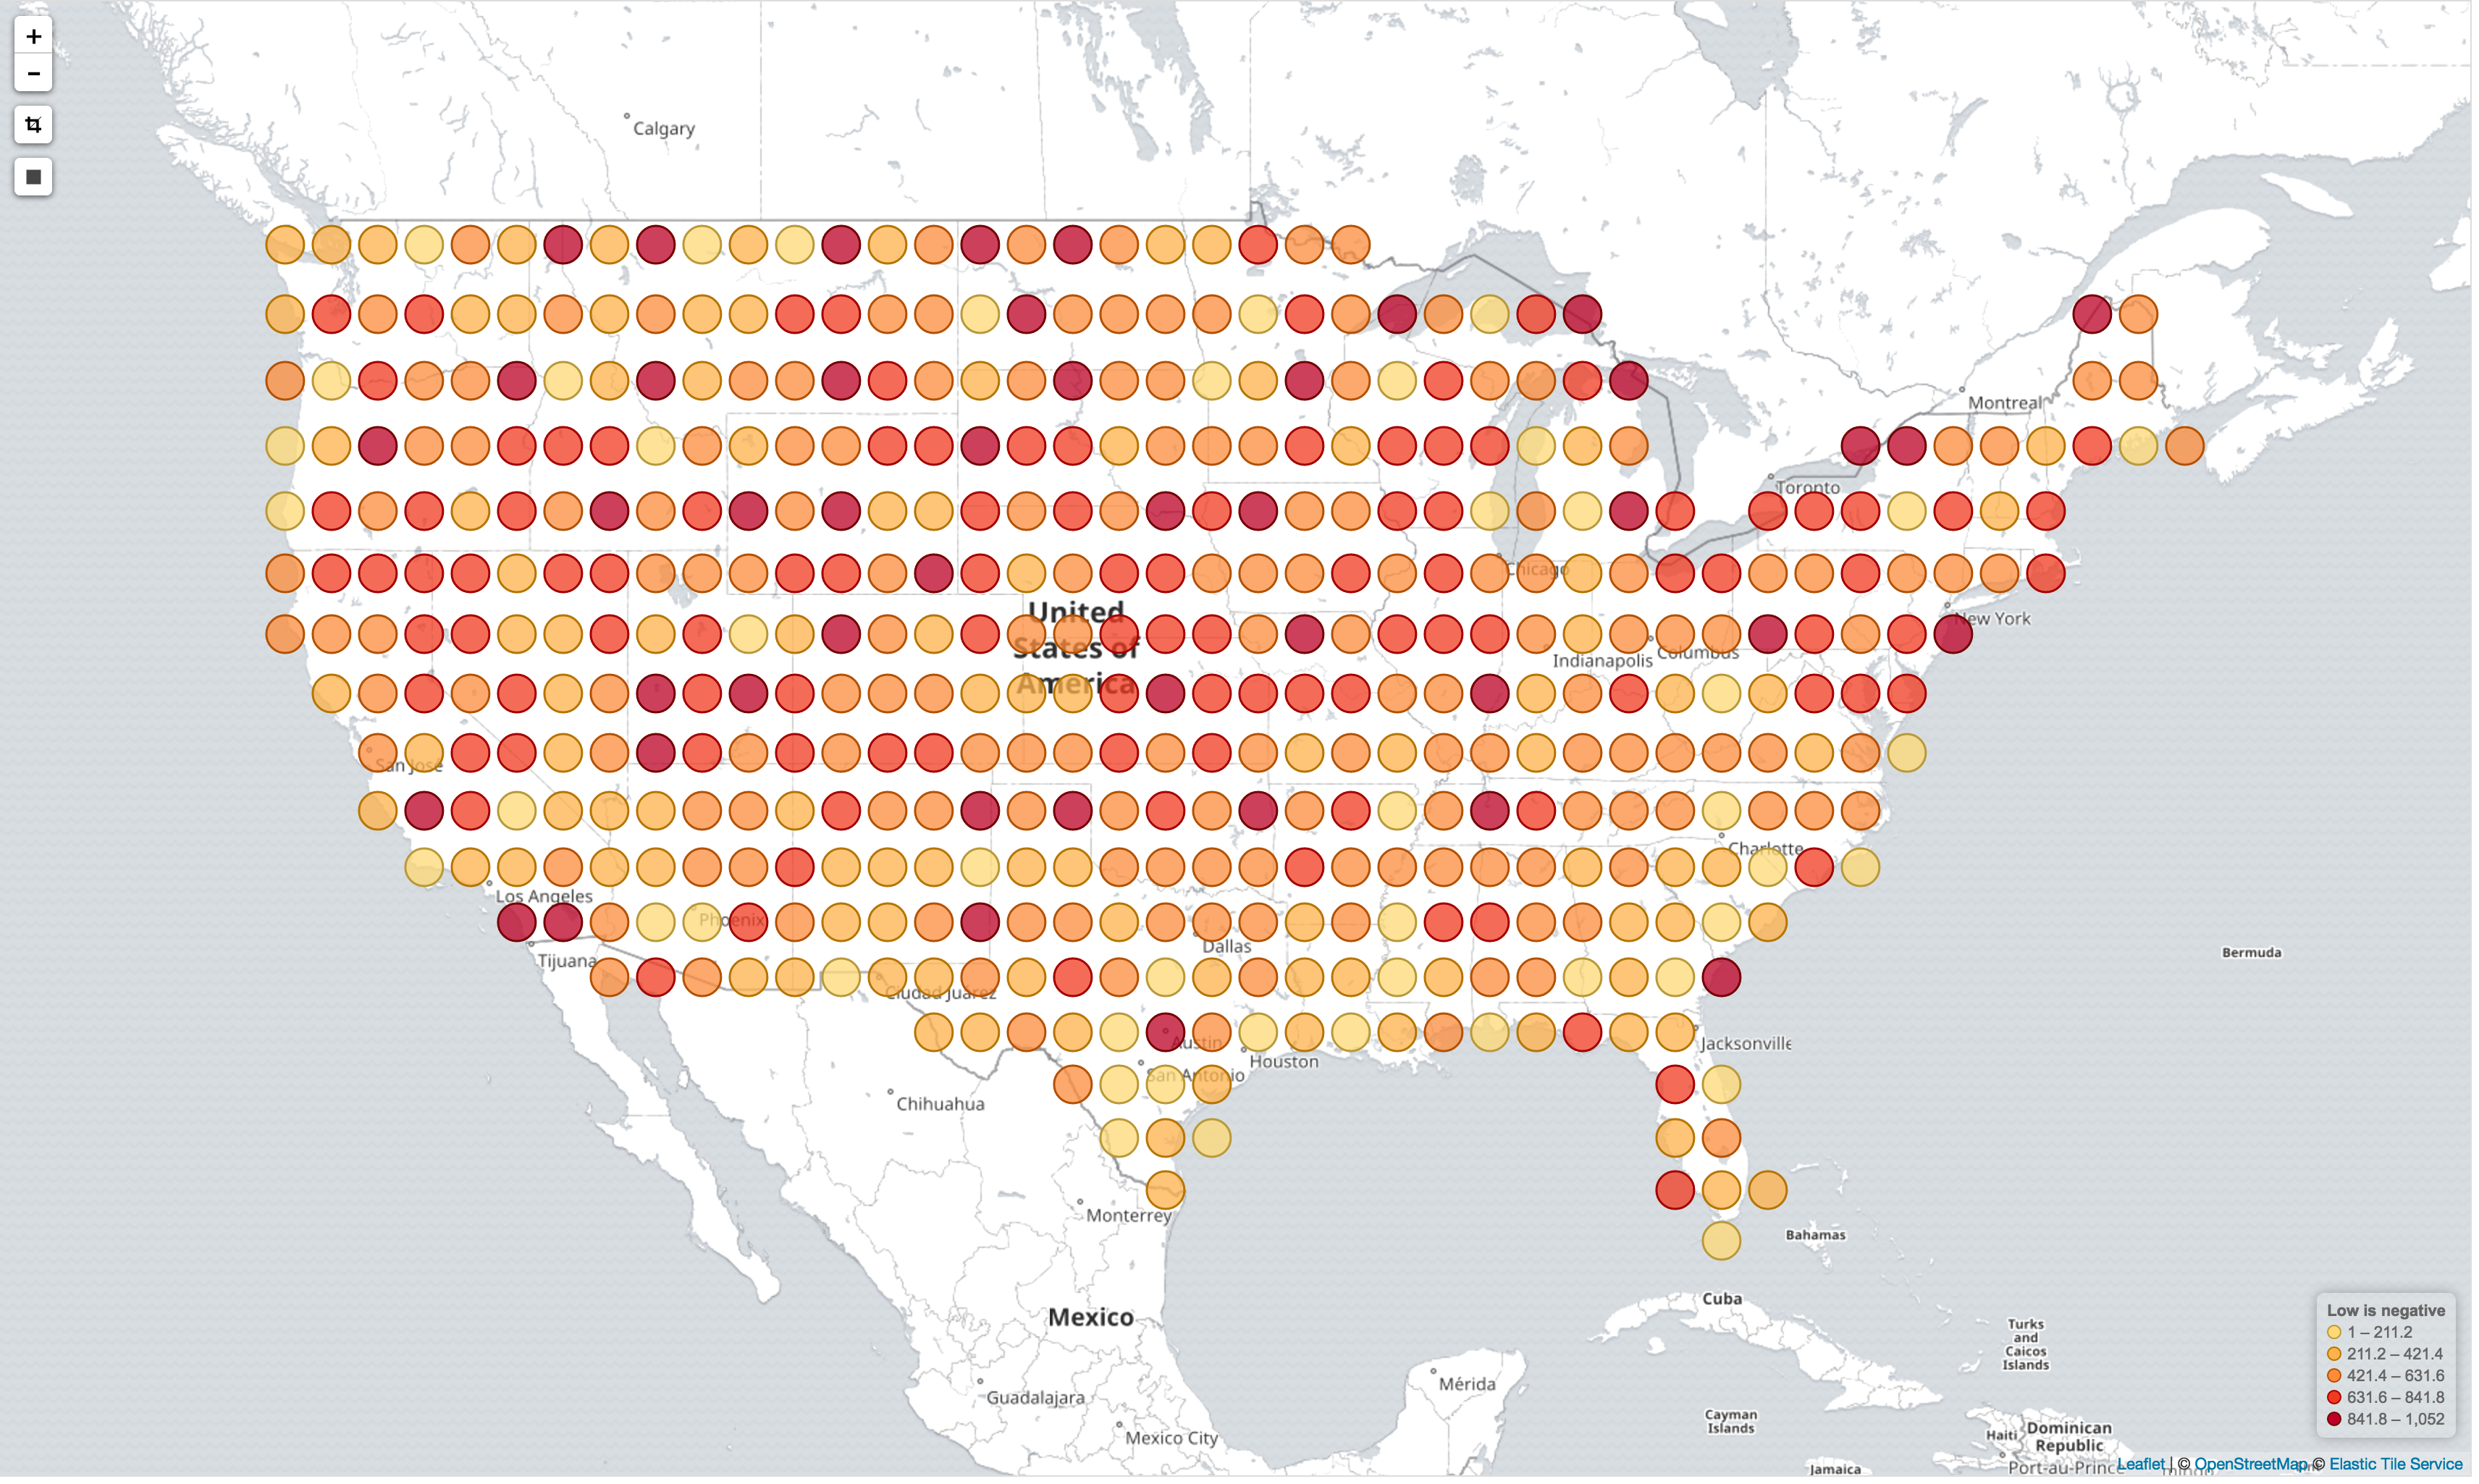 +
−
Calgary
Montreal
Toronto
Chicago
New York
United
States of
America
Indianapolis
Columbus
San Jose
Charlotte
Los Angeles
Phoenix
Dallas
Tijuana
Bermuda
Ciudad Juárez
Austin
Jacksonville
Houston
San Antonio
Chihuahua
Monterrey
Bahamas
Cuba
Mexico
Turks
and
Caicos
Islands
Mérida
Guadalajara
Cayman
Islands
Mexico City
Haiti
Dominican
Republic
Port-au-Prince
Jamaica
Low is negative
1 – 211.2
211.2 – 421.4
421.4 – 631.6
631.6 – 841.8
841.8 – 1,052
Leaflet | © OpenStreetMap © Elastic Tile Service